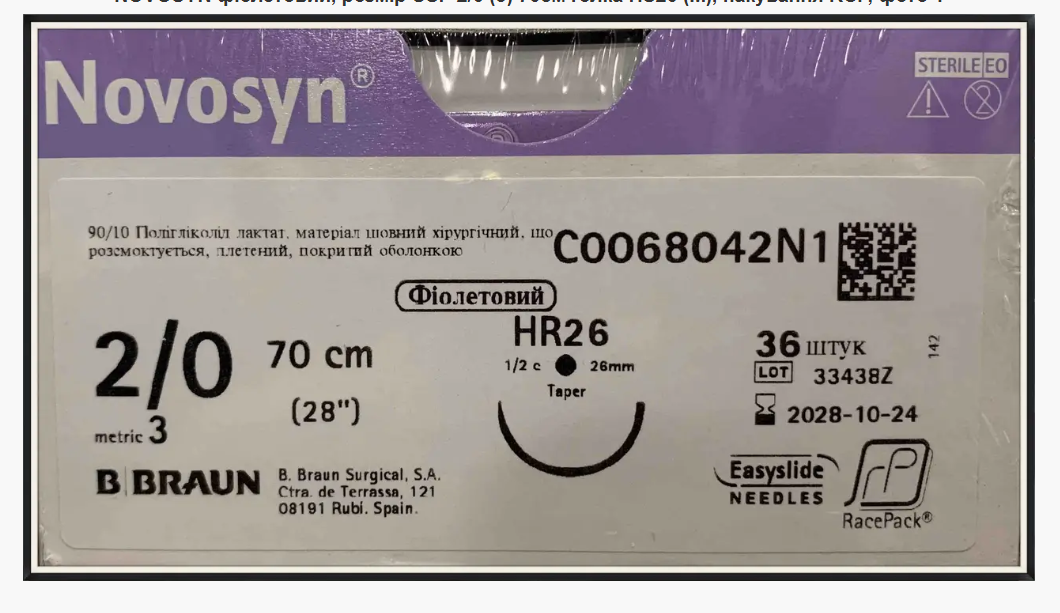 Novosyn®
STERILE EO
90/10 Полігліколід лактат. матеріал шовний хірургічний, що
розсмоктується, плетений, покритий оболонкою
C0068042N1
Фіолетовий
2/0
70 cm
(28")
metric 3
HR26
1/2 c 26mm
Taper
36 штук
142
LOT 33438Z
2028-10-24
B|BRAUN
B. Braun Surgical, S.A.
Ctra. de Terrassa, 121
08191 Rubí. Spain.
Easyslide
NEEDLES
RacePack®